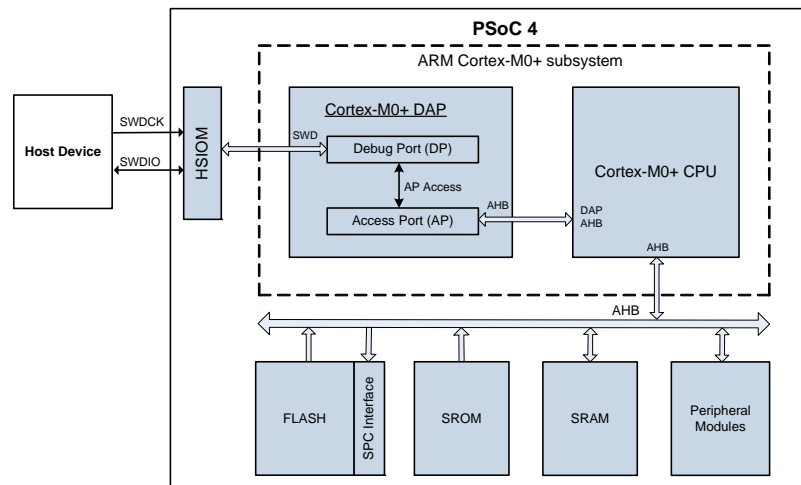 PSoC 4
ARM Cortex-M0+ subsystem
Host Device
SWDCK
SWDIO
HSIOM
Cortex-M0+ DAP
SWD
Debug Port (DP)
AP Access
Access Port (AP)
AHB
DAP
AHB
Cortex-M0+ CPU
AHB
AHB
FLASH
SPC Interface
SROM
SRAM
Peripheral
Modules